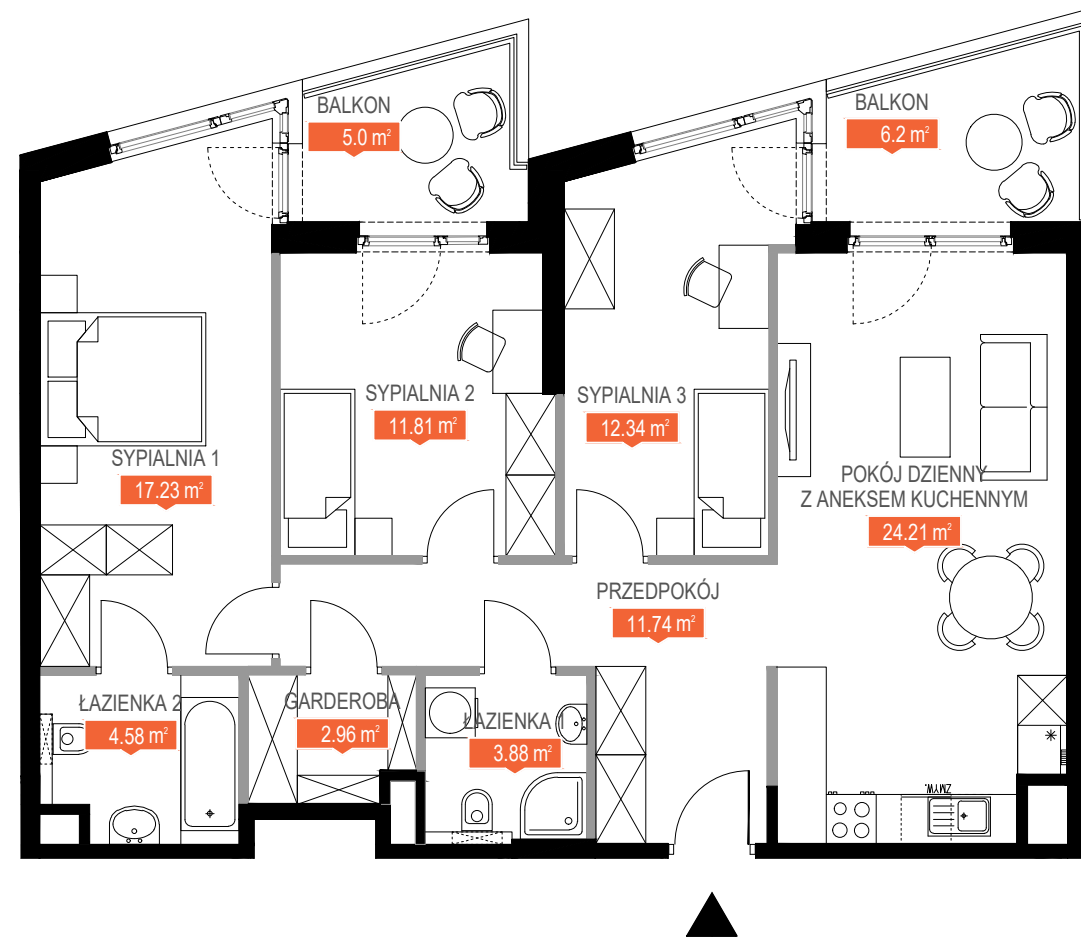 BALKON
5.0 m²
BALKON
6.2 m²
SYPIALNIA 2
11.81 m²
SYPIALNIA 3
12.34 m²
SYPIALNIA 1
17.23 m²
POKÓJ DZIENNY
Z ANEKSEM KUCHENNYM
24.21 m²
PRZEDPOKÓJ
11.74 m²
ŁAZIENKA 2
4.58 m²
GARDEROBA
2.96 m²
ŁAZIENKA 1
3.88 m²
ZMYW.